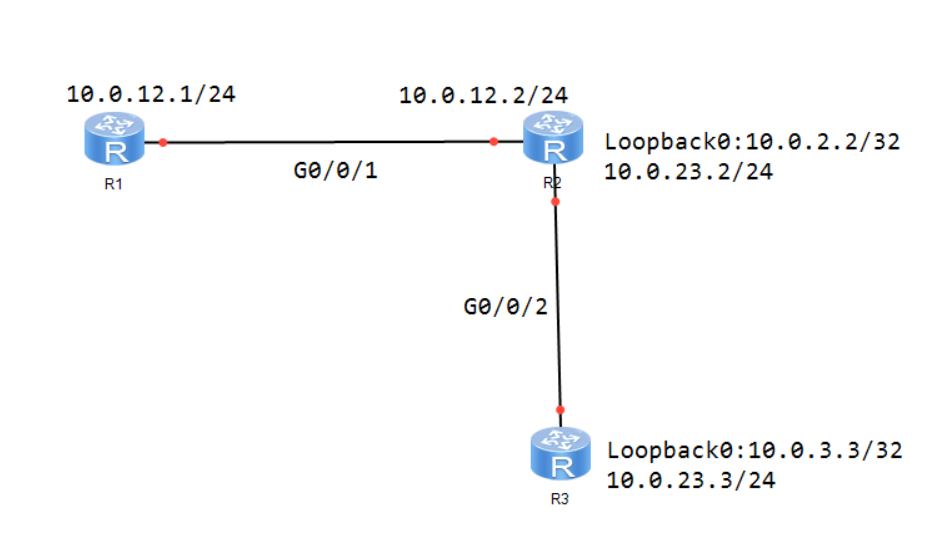 10.0.12.1/24
10.0.12.2/24
R
R1
G0/0/1
R
R2
Loopback0:10.0.2.2/32
10.0.23.2/24
G0/0/2
R
R3
Loopback0:10.0.3.3/32
10.0.23.3/24